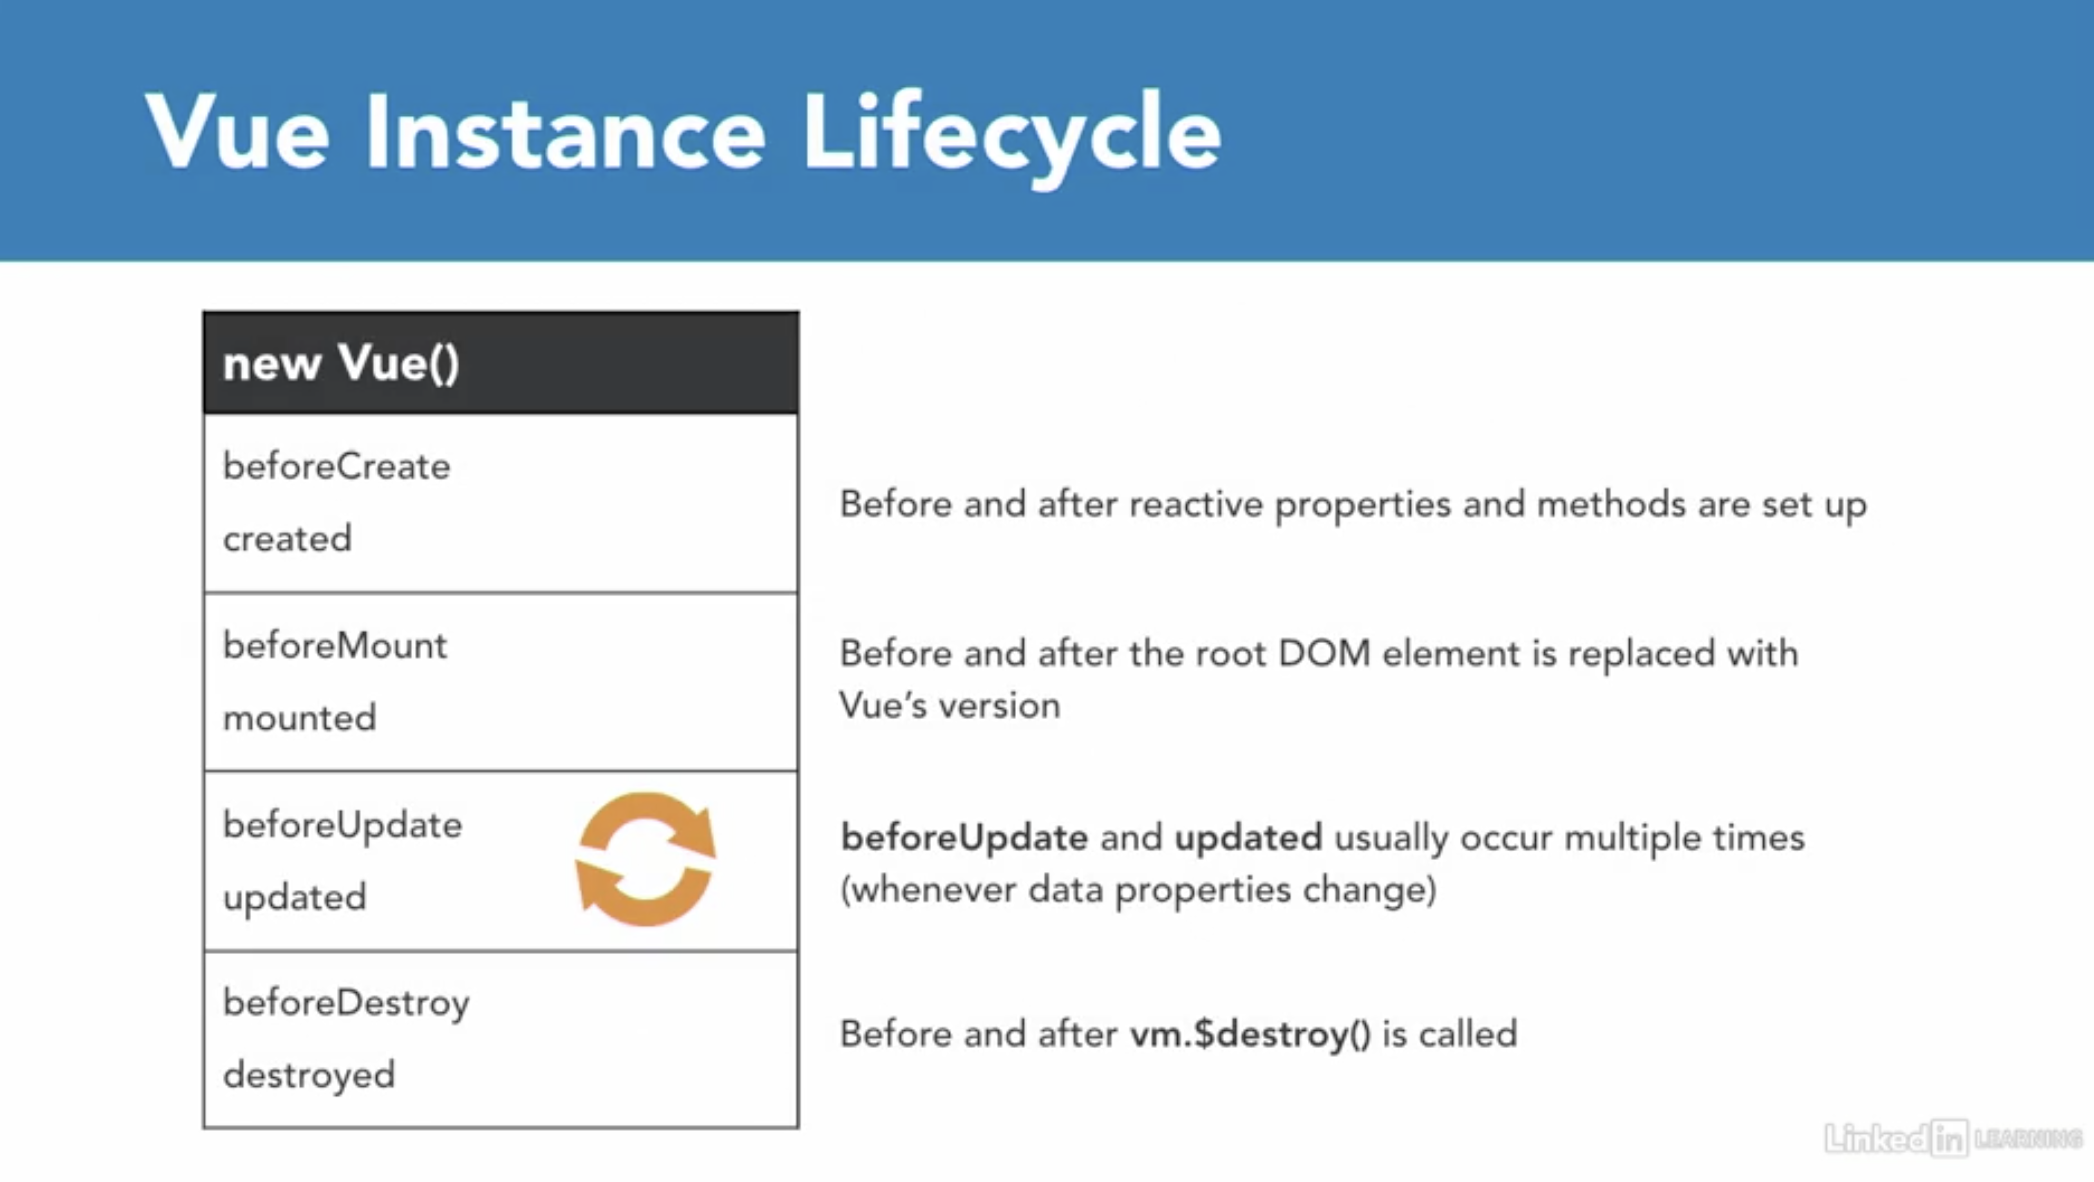 Vue Instance Lifecycle
new Vue()
beforeCreate
created
Before and after reactive properties and methods are set up
beforeMount
mounted
Before and after the root DOM element is replaced with
Vue’s version
beforeUpdate
updated
beforeUpdate and updated usually occur multiple times
(whenever data properties change)
beforeDestroy
destroyed
Before and after vm.$destroy() is called
Linked in LEARNING